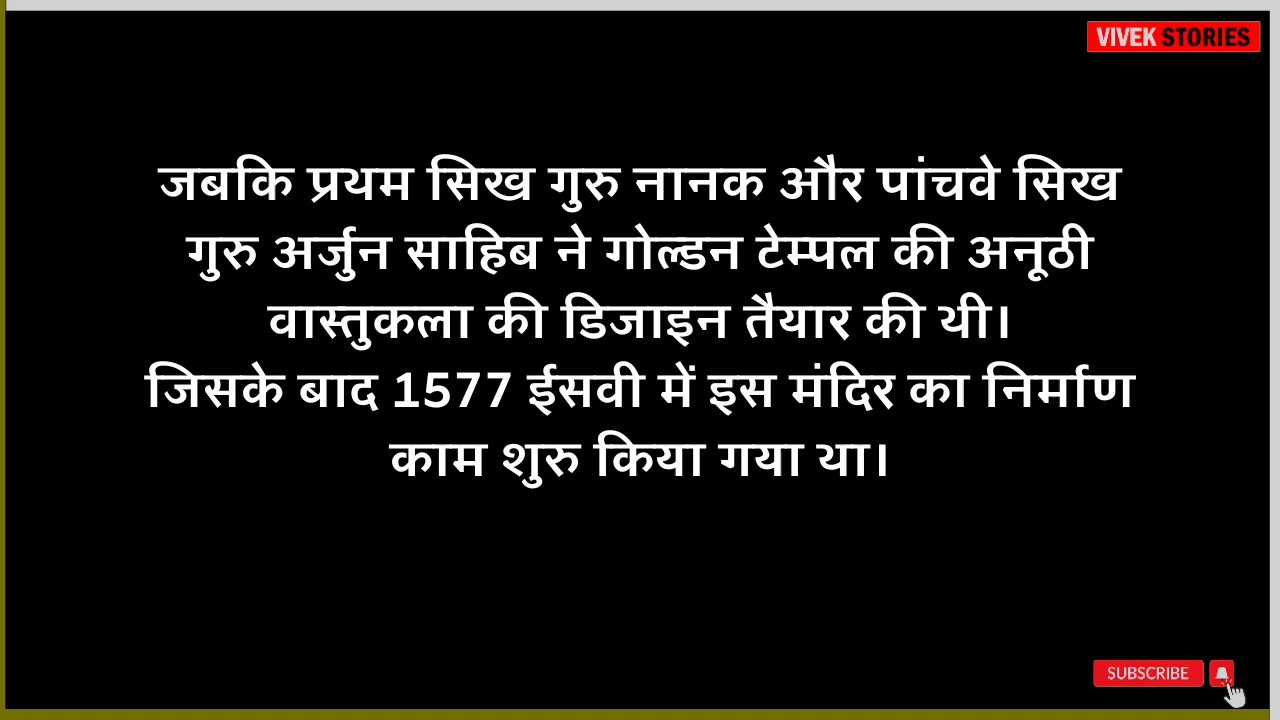 VIVEK STORIES
जबकि प्रथम सिख गुरु नानक और पांचवे सिख
गुरु अर्जुन साहिब ने गोल्डन टेम्पल की अनूठी
वास्तुकला की डिजाइन तैयार की थी।
जिसके बाद 1577 ईसवी में इस मंदिर का निर्माण
काम शुरु किया गया था।
SUBSCRIBE